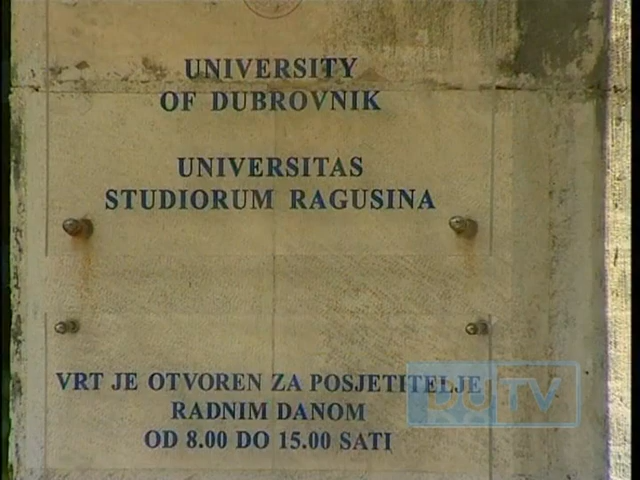 UNIVERSITY
OF DUBROVNIK
UNIVERSITAS
STUDIORUM RAGUSINA
VRT JE OTVOREN ZA POSJETITELJE
RADNIM DANOM
OD 8.00 DO 15.00 SATI
DUTV